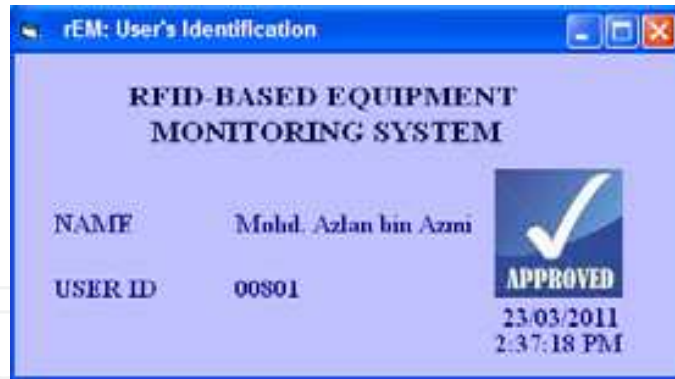 rEM: User's Identification
RFID-BASED EQUIPMENT
MONITORING SYSTEM
NAME Mohd. Azlan bin Azmi
USER ID 00801
APPROVED
23/03/2011
2:37:18 PM